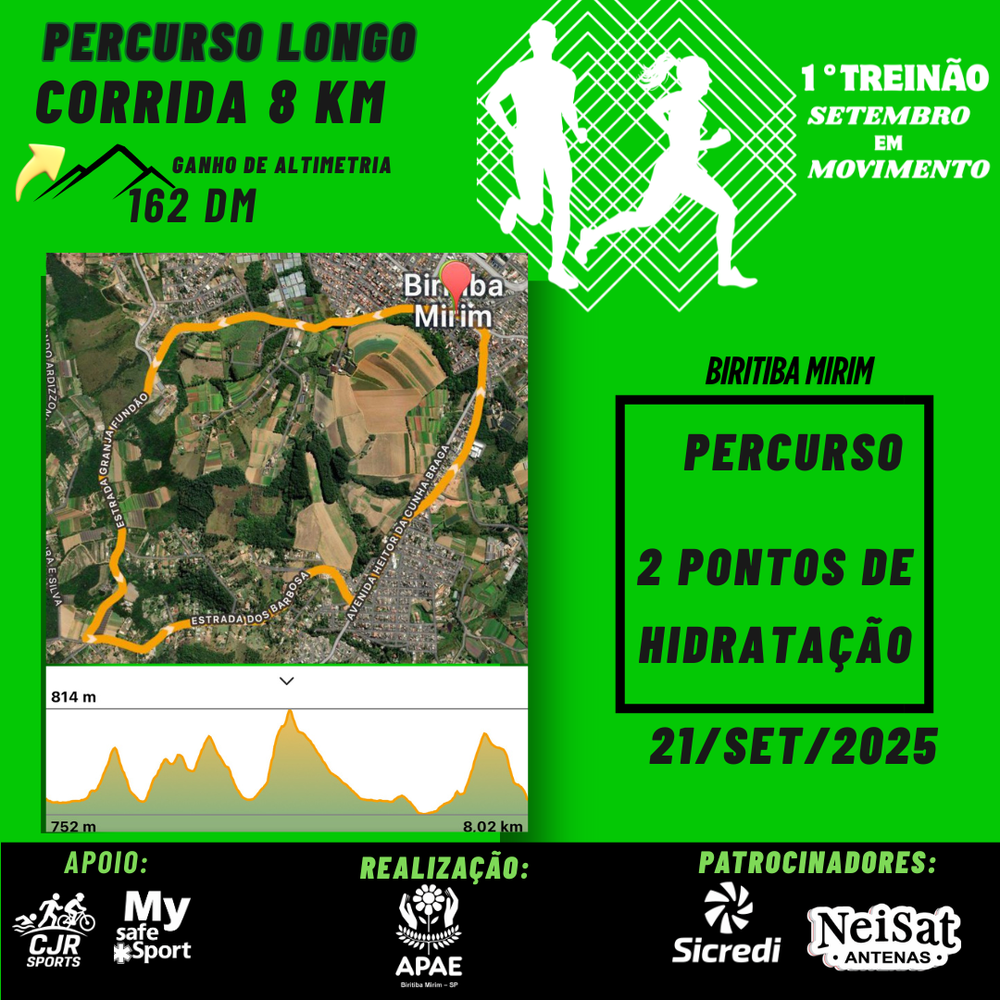 PERCURSO LONGO
CORRIDA 8 KM
GANHO DE ALTIMETRIA
162 DM
1° TREINÃO
SETEMBRO
EM
MOVIMENTO
Mirim
ESTRADA GRANJA FUNDÃO
AVENIDA HEITOR DA CUNHA BRAGA
ESTRADA DOS BARBOSA
814 m
752 m
8,02 km
BIRITIBA MIRIM
PERCURSO
2 PONTOS DE
HIDRATAÇÃO
21/SET/2025
APOIO:
CJR
SPORTS
My
safe
Sport
REALIZAÇÃO:
APAE
Biritiba Mirim – SP
PATROCINADORES:
Sicredi
NeiSat
ANTENAS